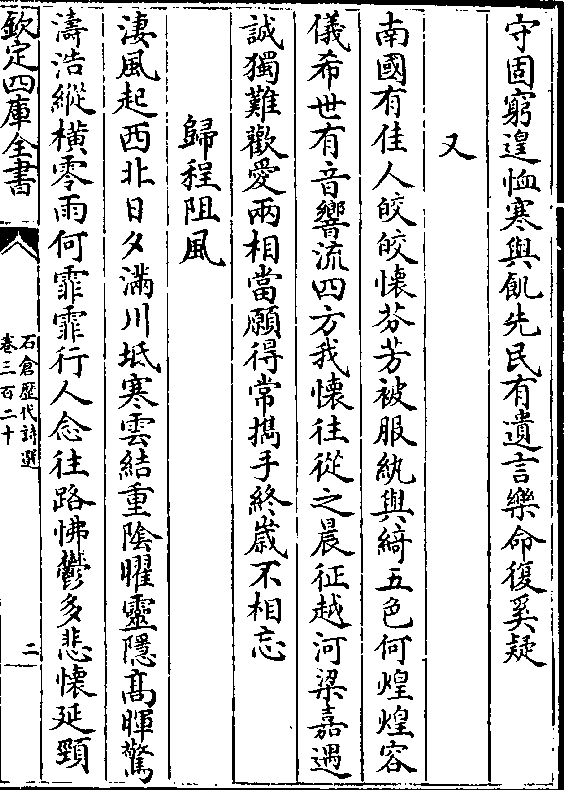 守固窮遑恤寒與飢先民有遺言樂命復奚疑
又
南國有佳人皎皎懷芬芳被服紈與綺五色何煌煌容
儀希世有音響流四方我懷往從之晨征越河梁嘉遇
誠獨難歡愛兩相當願得常攜手終歲不相忘
歸程阻風
淒風起西北日夕滿川坻寒雲結重陰曜靈隱高暉驚
濤浩縱橫零雨何霏霏行人念往路怫鬱多悲懷延頸
欽定四庫全書
石倉歷代詩選
卷三百二十
二